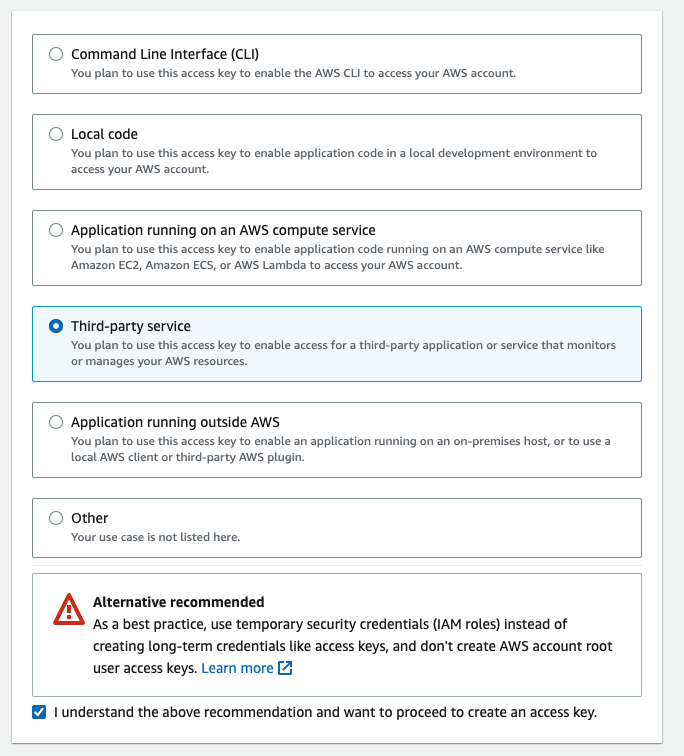 Command Line Interface (CLI)
You plan to use this access key to enable the AWS CLI to access your AWS account.
Local code
You plan to use this access key to enable application code in a local development environment to
access your AWS account.
Application running on an AWS compute service
You plan to use this access key to enable application code running on an AWS compute service like
Amazon EC2, Amazon ECS, or AWS Lambda to access your AWS account.
Third-party service
You plan to use this access key to enable access for a third-party application or service that monitors
or manages your AWS resources.
Application running outside AWS
You plan to use this access key to enable an application running on an on-premises host, or to use a
local AWS client or third-party AWS plugin.
Other
Your use case is not listed here.
Alternative recommended
As a best practice, use temporary security credentials (IAM roles) instead of
creating long-term credentials like access keys, and don't create AWS account root
user access keys. Learn more
I understand the above recommendation and want to proceed to create an access key.